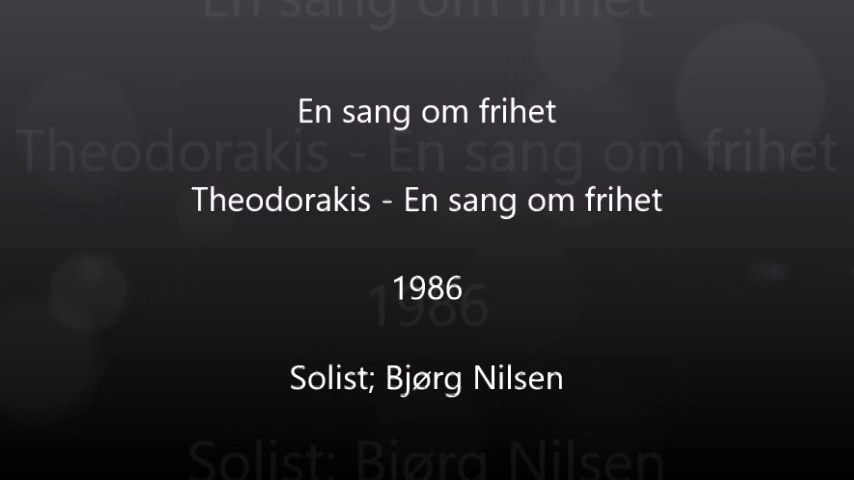 En sang om frihet
Theodorakis - En sang om frihet
1986
Solist; Bjørg Nilsen